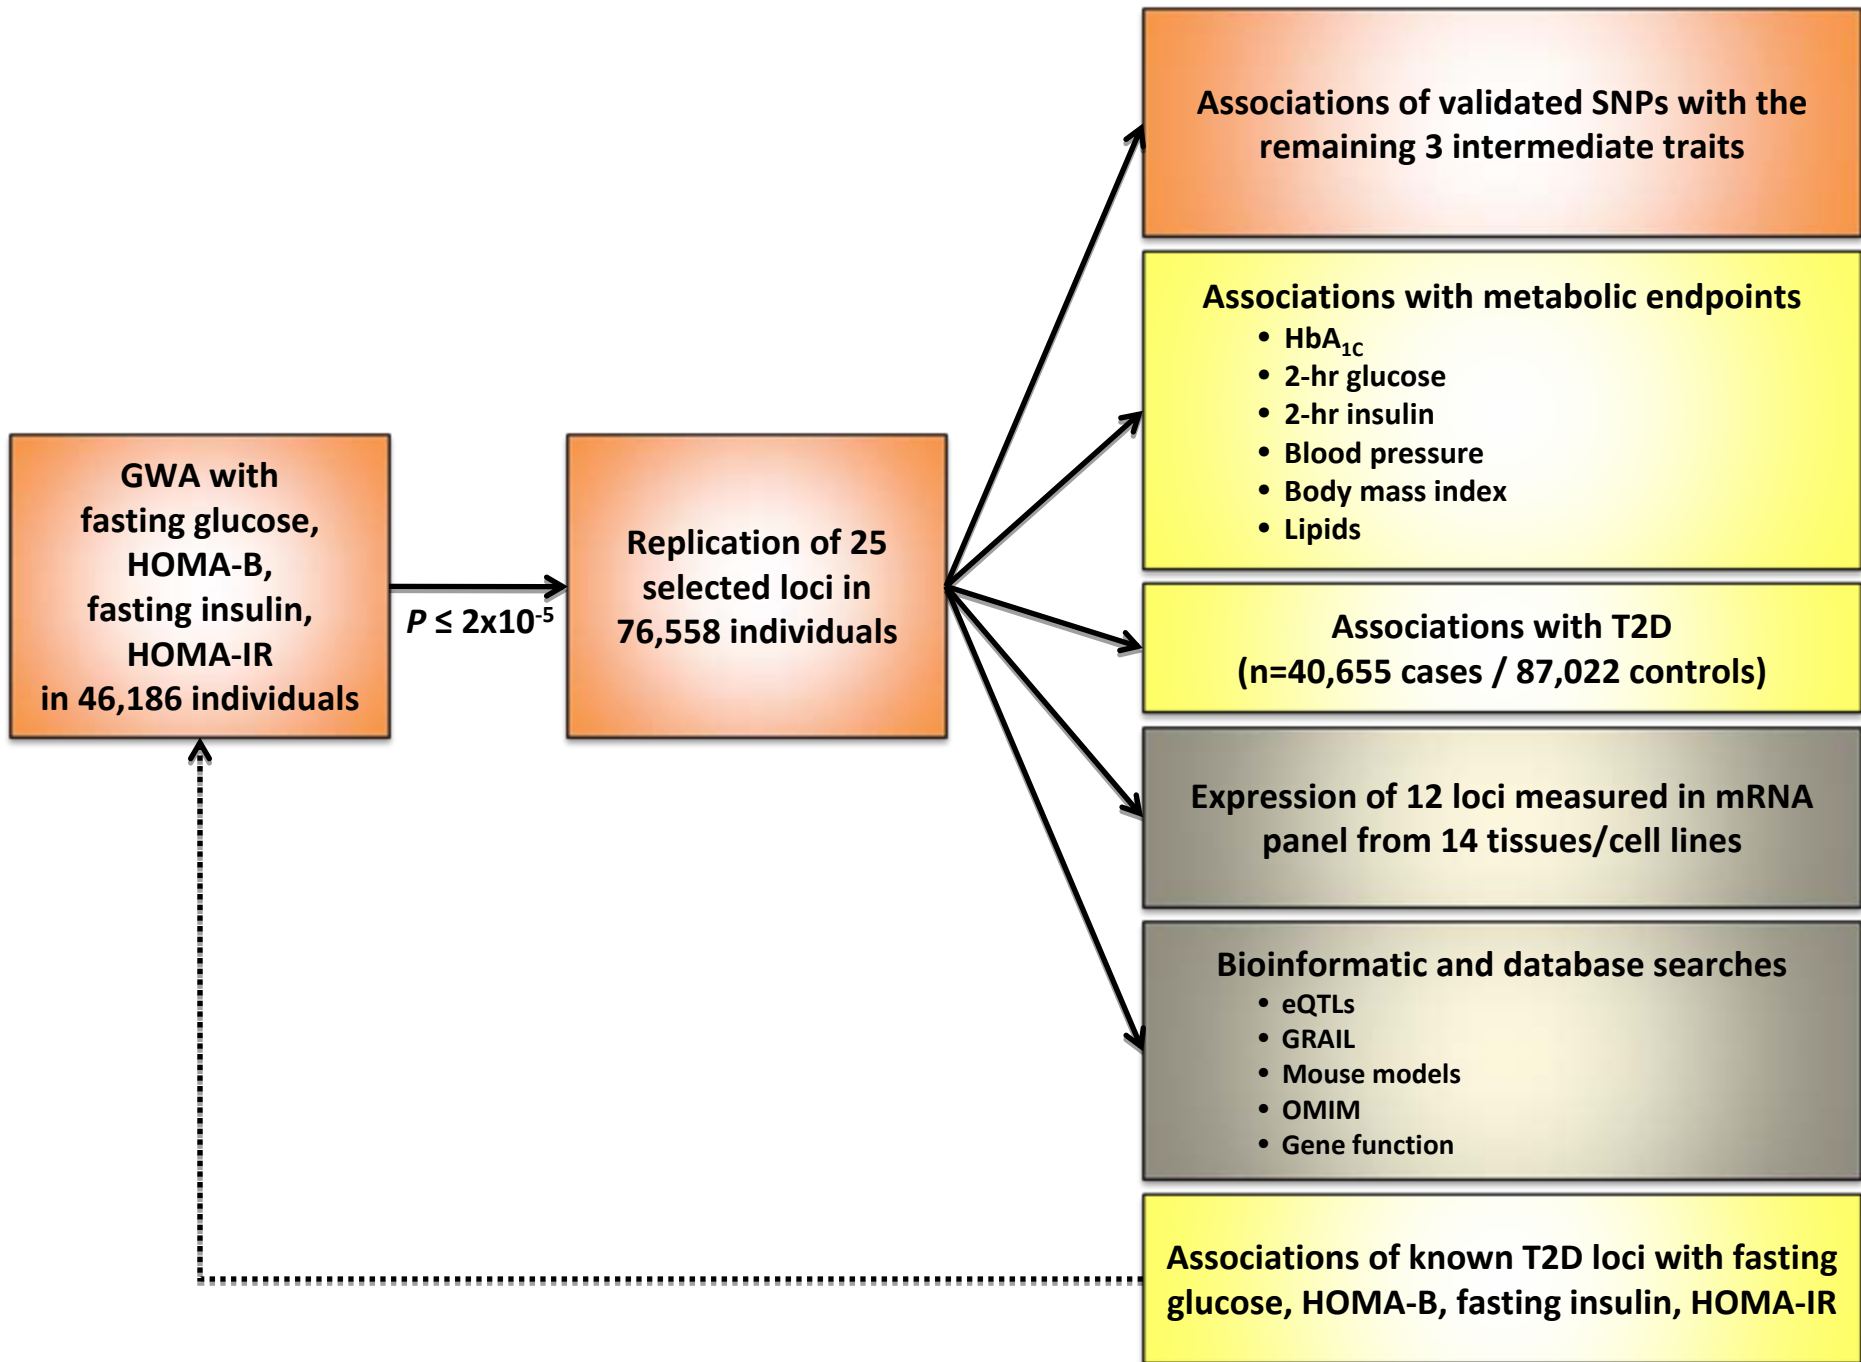 GWA with
fasting glucose,
HOMA-B,
fasting insulin,
HOMA-IR
in 46,186 individuals
P ≤ 2x10-5
Replication of 25
selected loci in
76,558 individuals
Associations of validated SNPs with the
remaining 3 intermediate traits
Associations with metabolic endpoints
• HbA1C
• 2-hr glucose
• 2-hr insulin
• Blood pressure
• Body mass index
• Lipids
Associations with T2D
(n=40,655 cases / 87,022 controls)
Expression of 12 loci measured in mRNA
panel from 14 tissues/cell lines
Bioinformatic and database searches
• eQTLs
• GRAIL
• Mouse models
• OMIM
• Gene function
Associations of known T2D loci with fasting
glucose, HOMA-B, fasting insulin, HOMA-IR